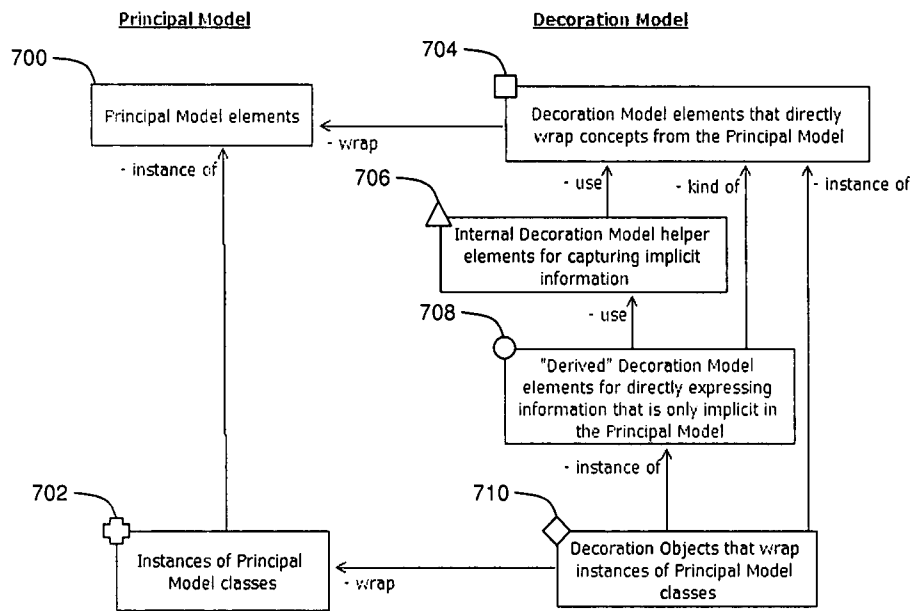 Principal Model
Decoration Model
700
704
Principal Model elements
Decoration Model elements that directly
wrap concepts from the Principal Model
- wrap
- instance of
706
- use
- kind of
- instance of
Internal Decoration Model helper
elements for capturing implicit
information
708
- use
"Derived" Decoration Model
elements for directly expressing
information that is only implicit in
the Principal Model
- instance of
702
710
Instances of Principal
Model classes
- wrap
Decoration Objects that wrap
instances of Principal Model
classes